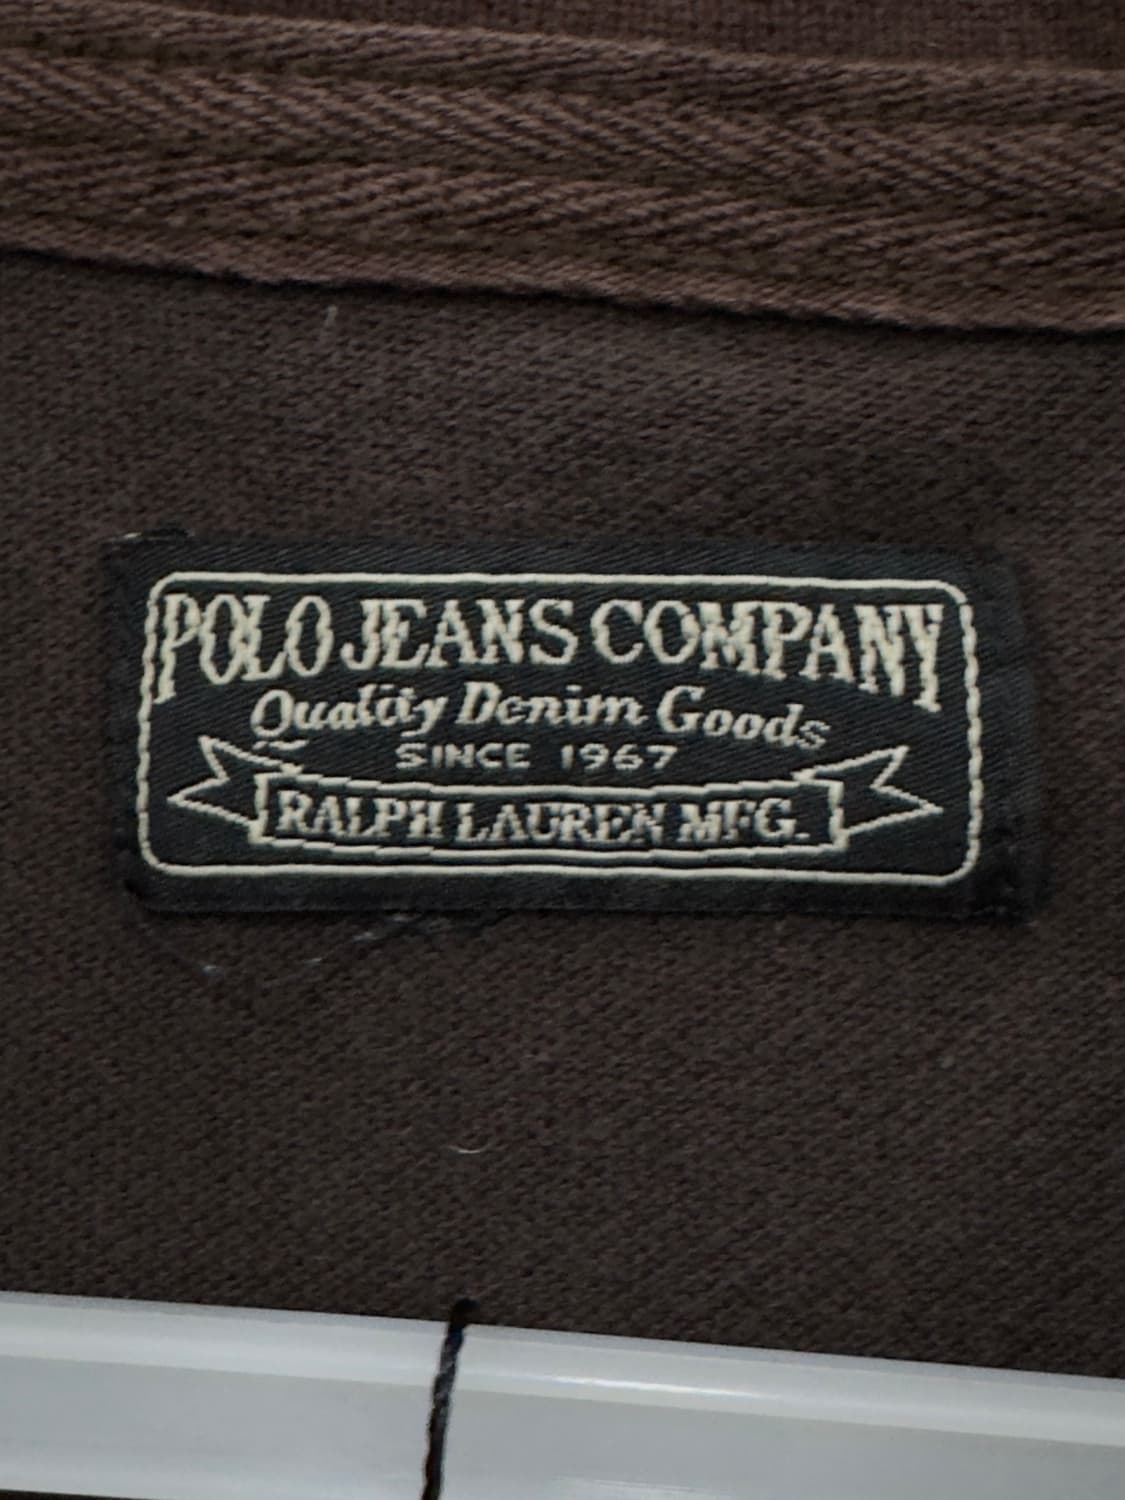 POLO JEANS COMPANY
Quality Denim Goods
SINCE 1967
RALPH LAUREN MFG.